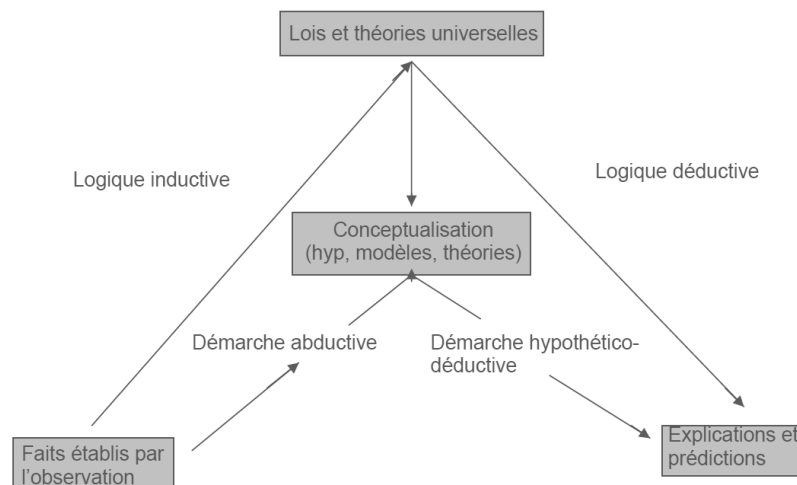 Lois et théories universelles
Logique inductive
Logique déductive
Conceptualisation
(hyp, modèles, théories)
Démarche abductive
Démarche hypothético-
déductive
Faits établis par
l'observation
Explications et
prédictions